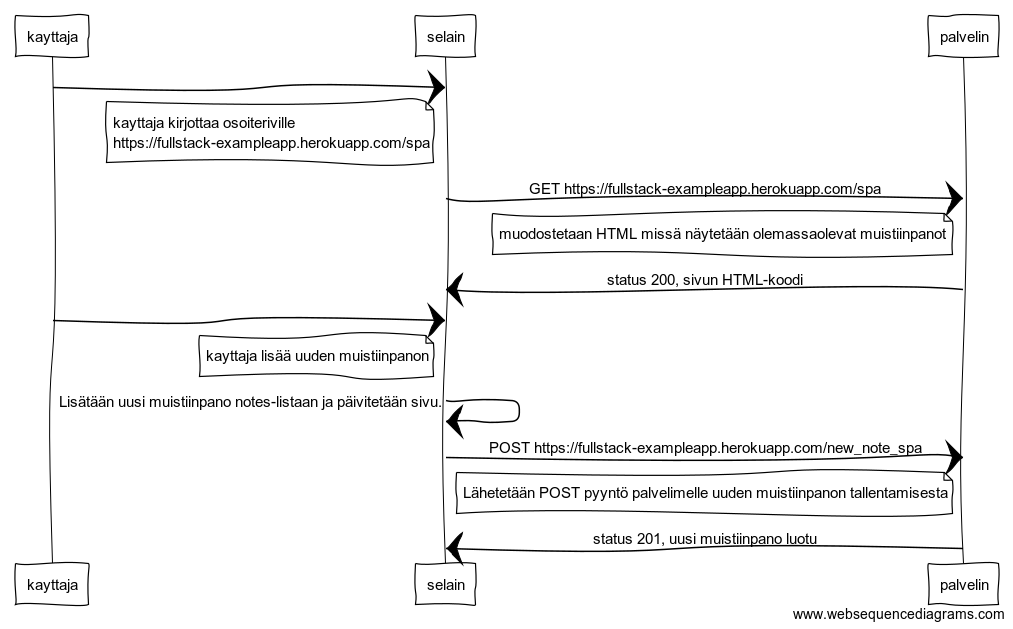 kayttaja
selain
palvelin
kayttaja kirjottaa osoiteriville
https://fullstack-exampleapp.herokuapp.com/spa
GET https://fullstack-exampleapp.herokuapp.com/spa
muodostetaan HTML missä näytetään olemassaolevat muistiinpanot
status 200, sivun HTML-koodi
kayttaja lisää uuden muistiinpanon
Lisätään uusi muistiinpano notes-listaan ja päivitetään sivu.
POST https://fullstack-exampleapp.herokuapp.com/new_note_spa
Lähetetään POST pyyntö palvelimelle uuden muistiinpanon tallentamisesta
status 201, uusi muistiinpano luotu
kayttaja
selain
palvelin
www.websequencediagrams.com